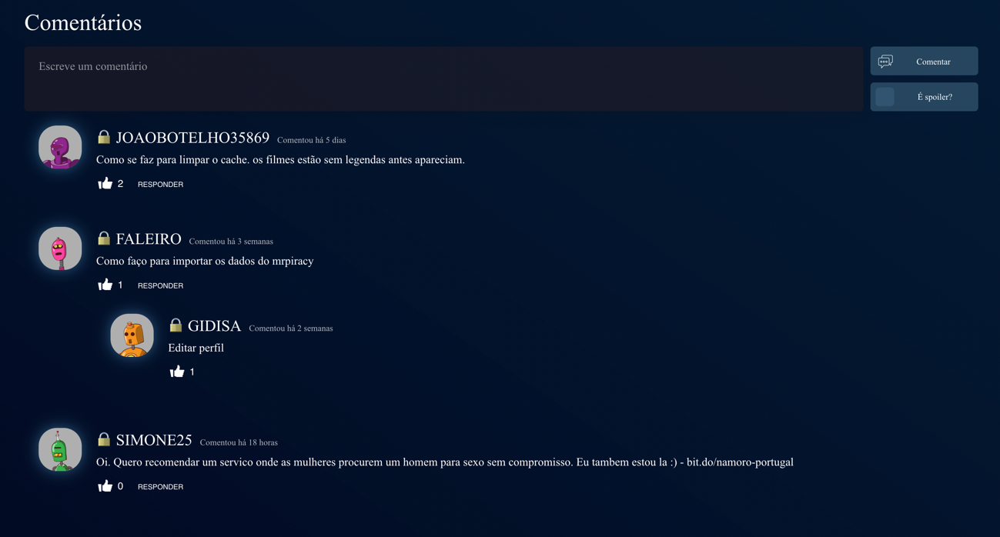 Comentários
Escreve um comentário
Comentar
É spoiler?
JOAOBOTELHO35869 Comentou há 5 dias
Como se faz para limpar o cache. os filmes estão sem legendas antes apareciam.
2 RESPONDER
FALEIRO Comentou há 3 semanas
Como faço para importar os dados do mrpiracy
1 RESPONDER
GIDISA Comentou há 2 semanas
Editar perfil
1
SIMONE25 Comentou há 18 horas
Oi. Quero recomendar um servico onde as mulheres procurem um homem para sexo sem compromisso. Eu tambem estou la :) - bit.do/namoro-portugal
0 RESPONDER